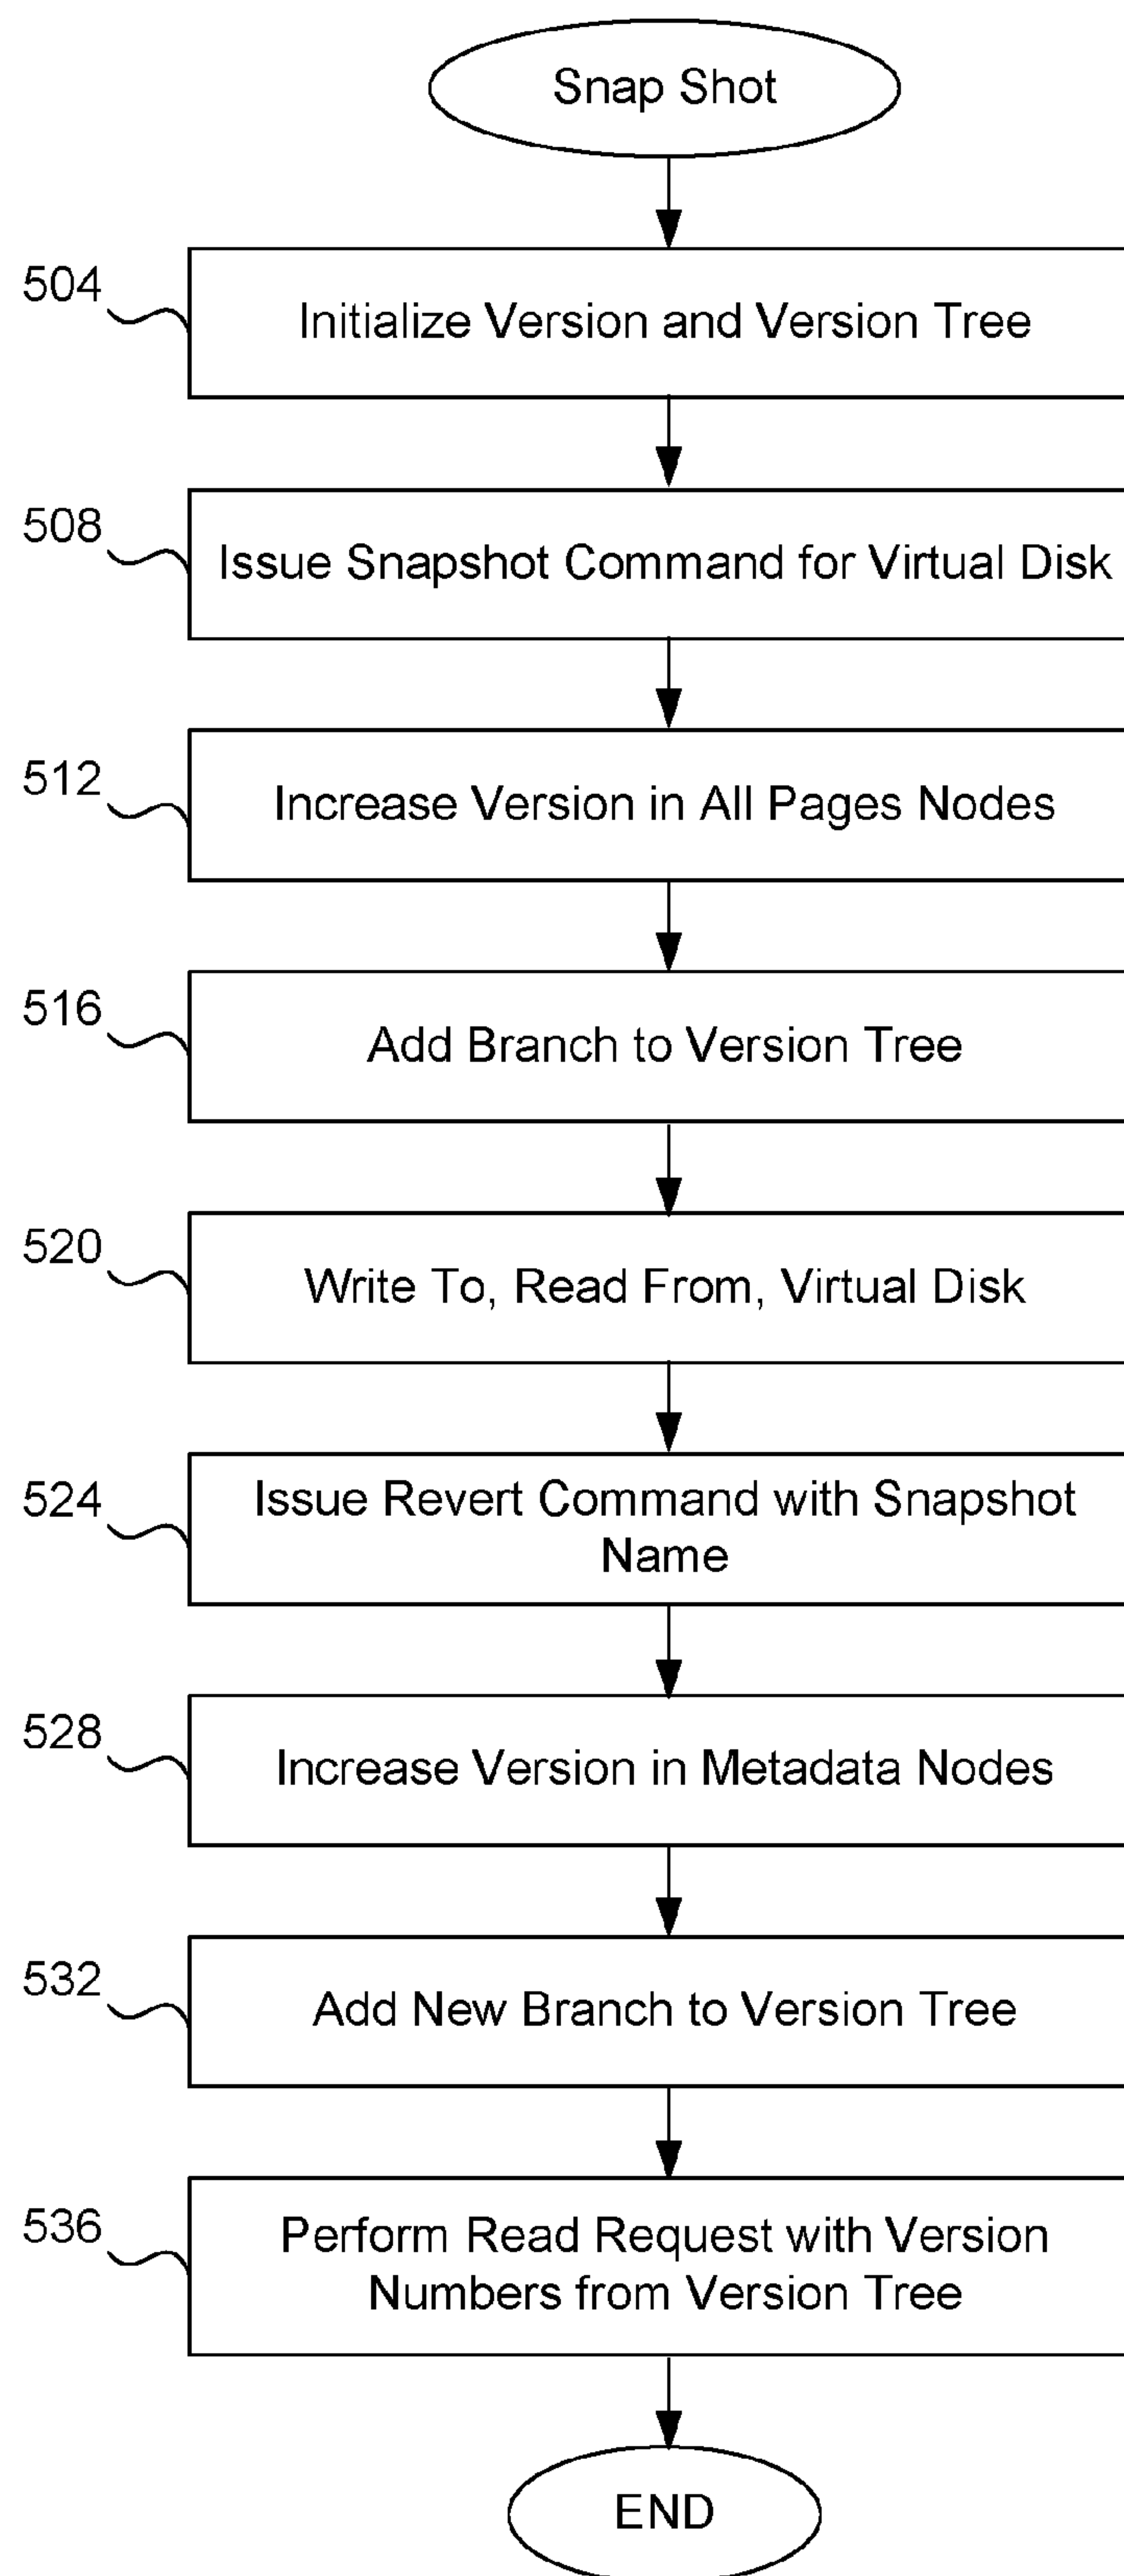 Snap Shot
504
Initialize Version and Version Tree
508
Issue Snapshot Command for Virtual Disk
512
Increase Version in All Pages Nodes
516
Add Branch to Version Tree
520
Write To, Read From, Virtual Disk
524
Issue Revert Command with Snapshot
Name
528
Increase Version in Metadata Nodes
532
Add New Branch to Version Tree
536
Perform Read Request with Version
Numbers from Version Tree
END